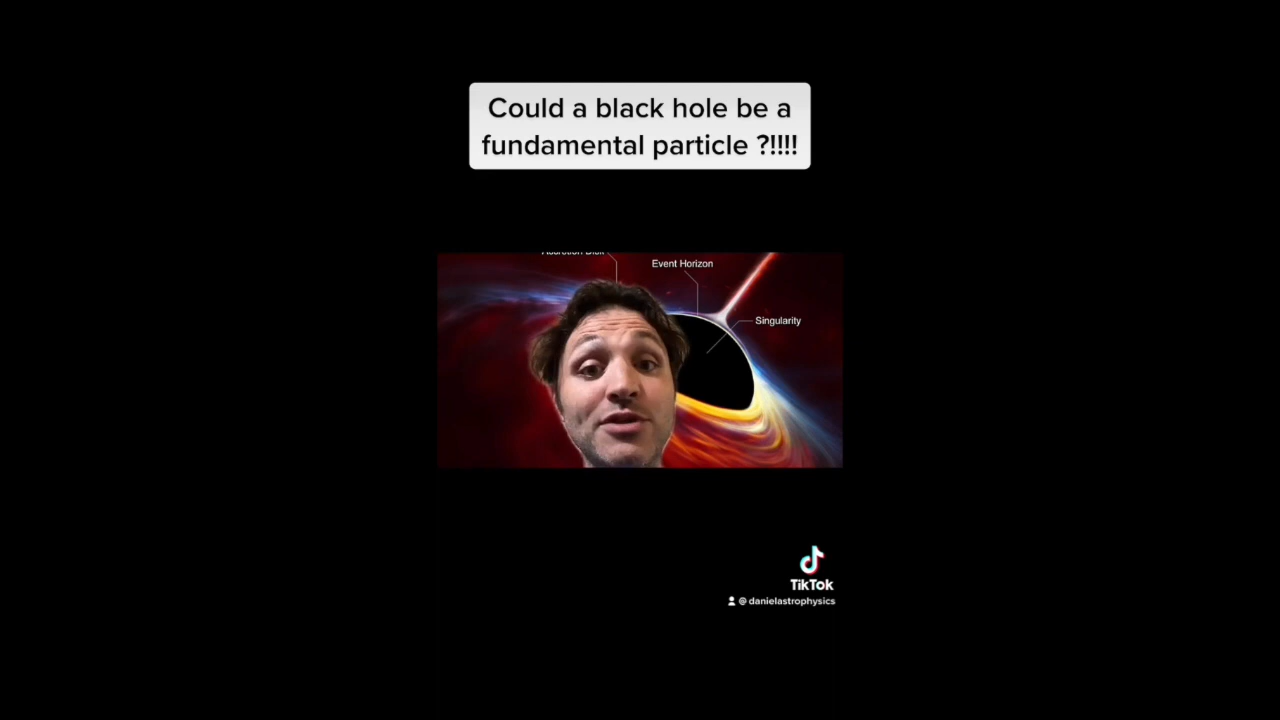 Could a black hole be a
fundamental particle ?!!!!
Event Horizon
Singularity
TikTok
@ danielastrophysics